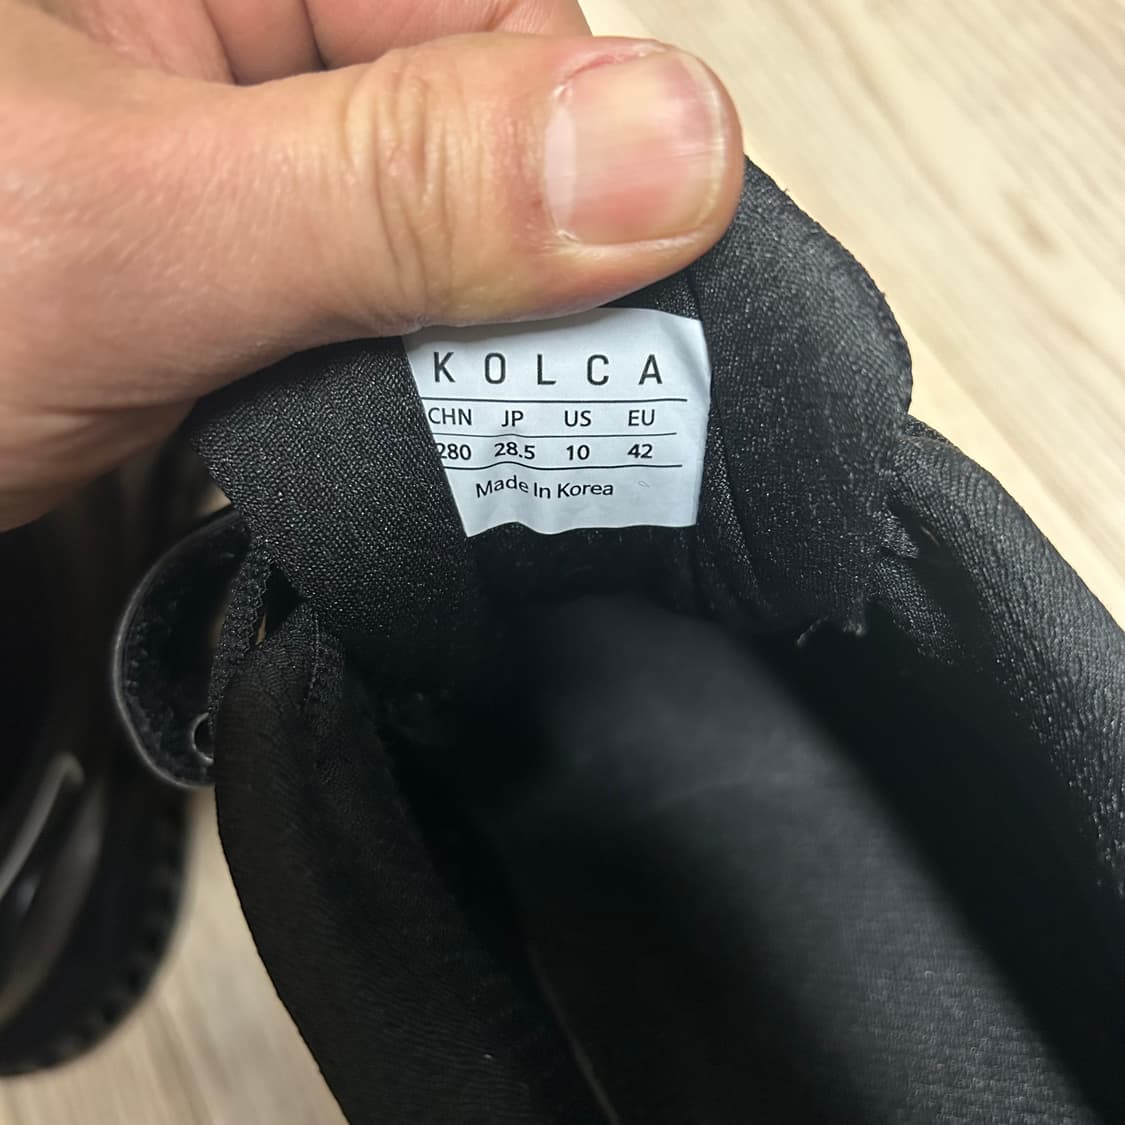 KOLCA
CHN JP US EU
280 28.5 10 42
Made In Korea